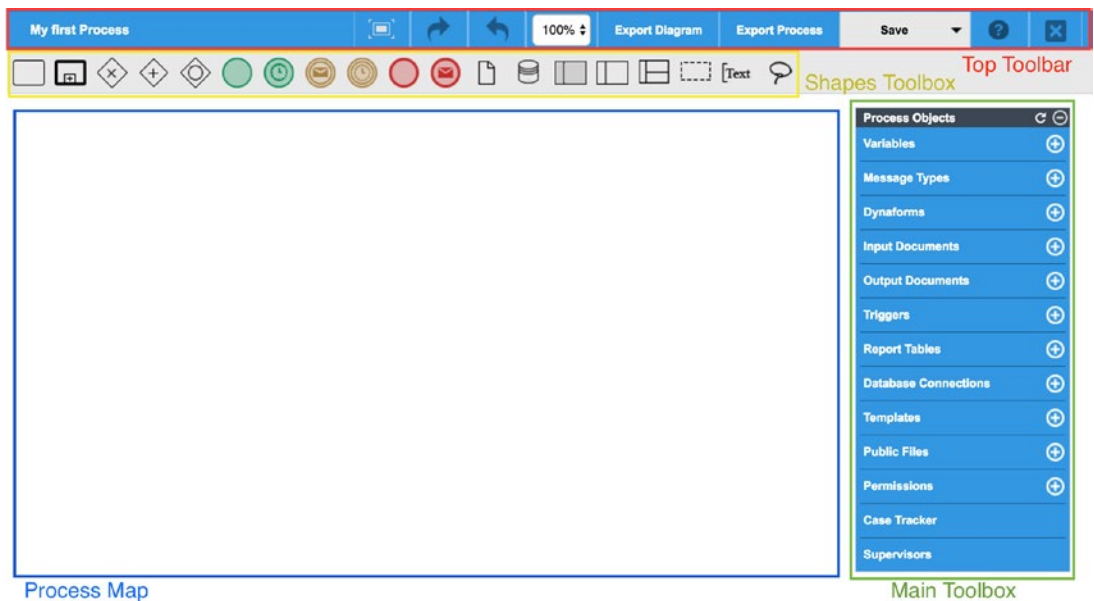 My first Process 100% Export Diagram Export Process Save ?
[Text
Top Toolbar
Shapes Toolbox
Process Objects
Variables
Message Types
Dynaforms
Input Documents
Output Documents
Triggers
Report Tables
Database Connections
Templates
Public Files
Permissions
Case Tracker
Supervisors
Process Map
Main Toolbox